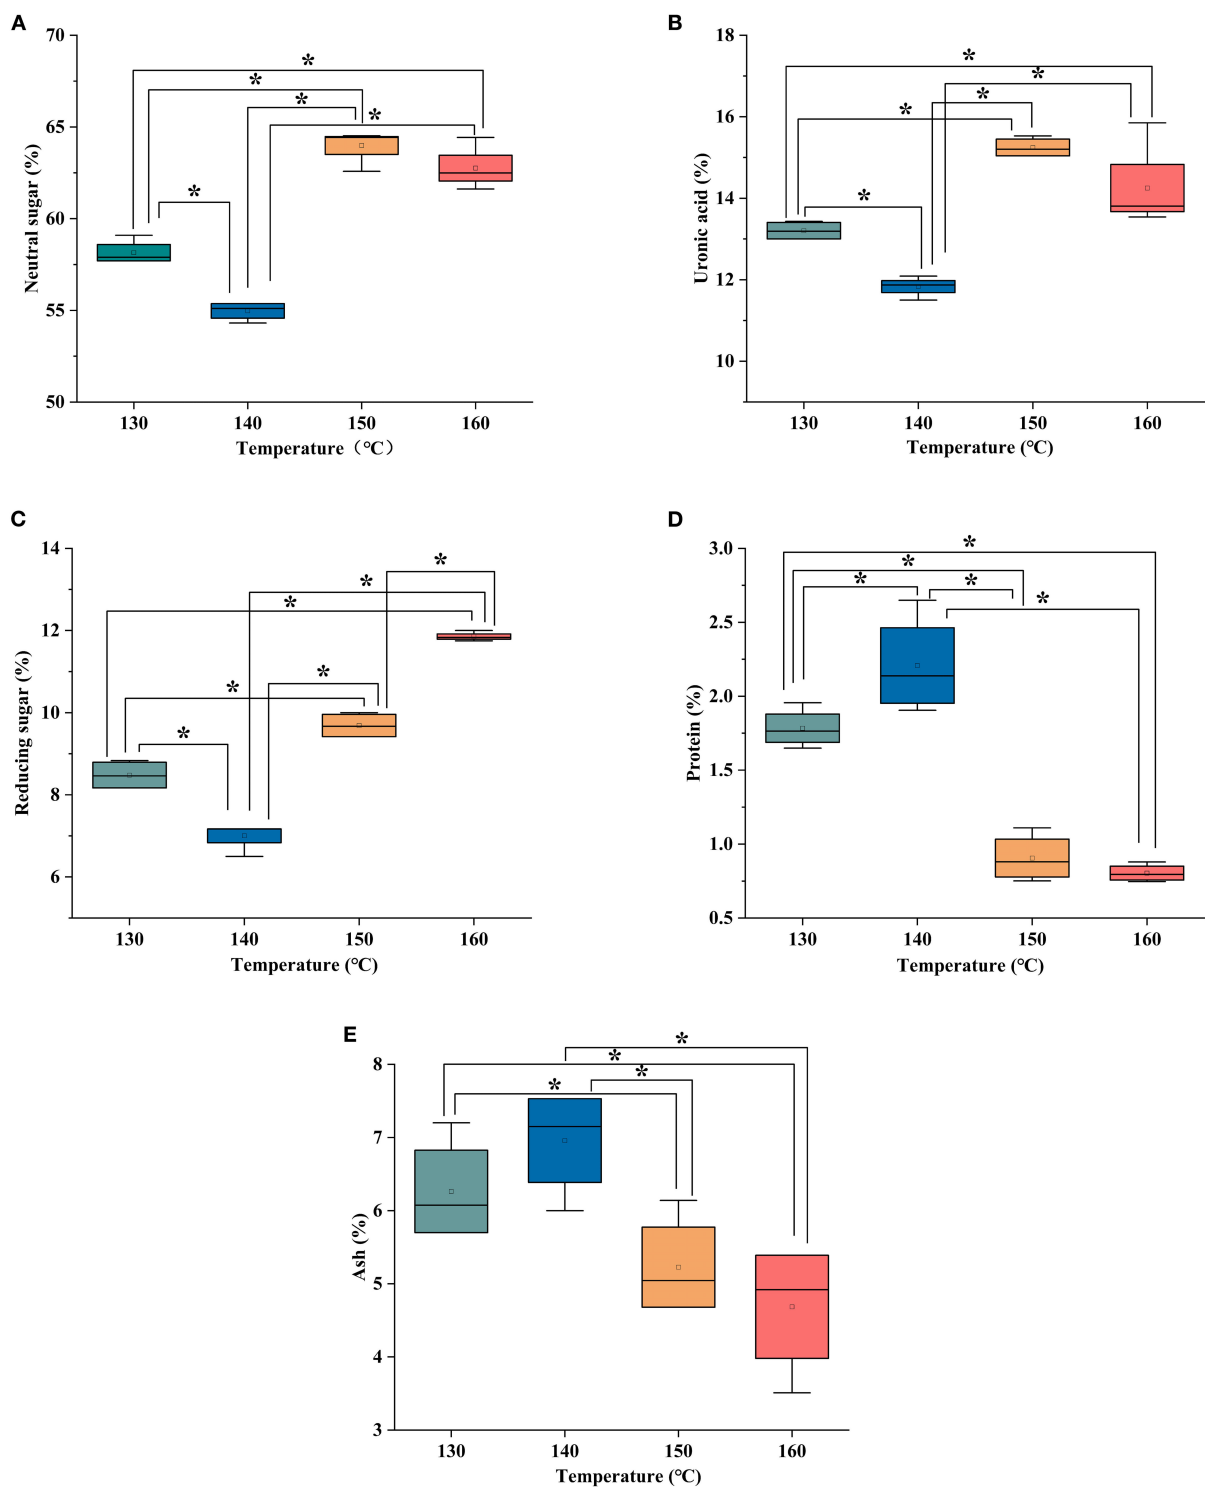 A
70
65
60
55
50
Neutral sugar (%)
* * * * *
130 140 150 160
Temperature（°C）
B
18
16
14
12
10
Uronic acid (%)
* * * * *
130 140 150 160
Temperature (°C)
C
14
12
10
8
6
Reducing sugar (%)
* * * * * *
130 140 150 160
Temperature (°C)
D
3.0
2.5
2.0
1.5
1.0
0.5
Protein (%)
* * * * *
130 140 150 160
Temperature (°C)
E
8
7
6
5
4
3
Ash (%)
* * * *
130 140 150 160
Temperature (°C)